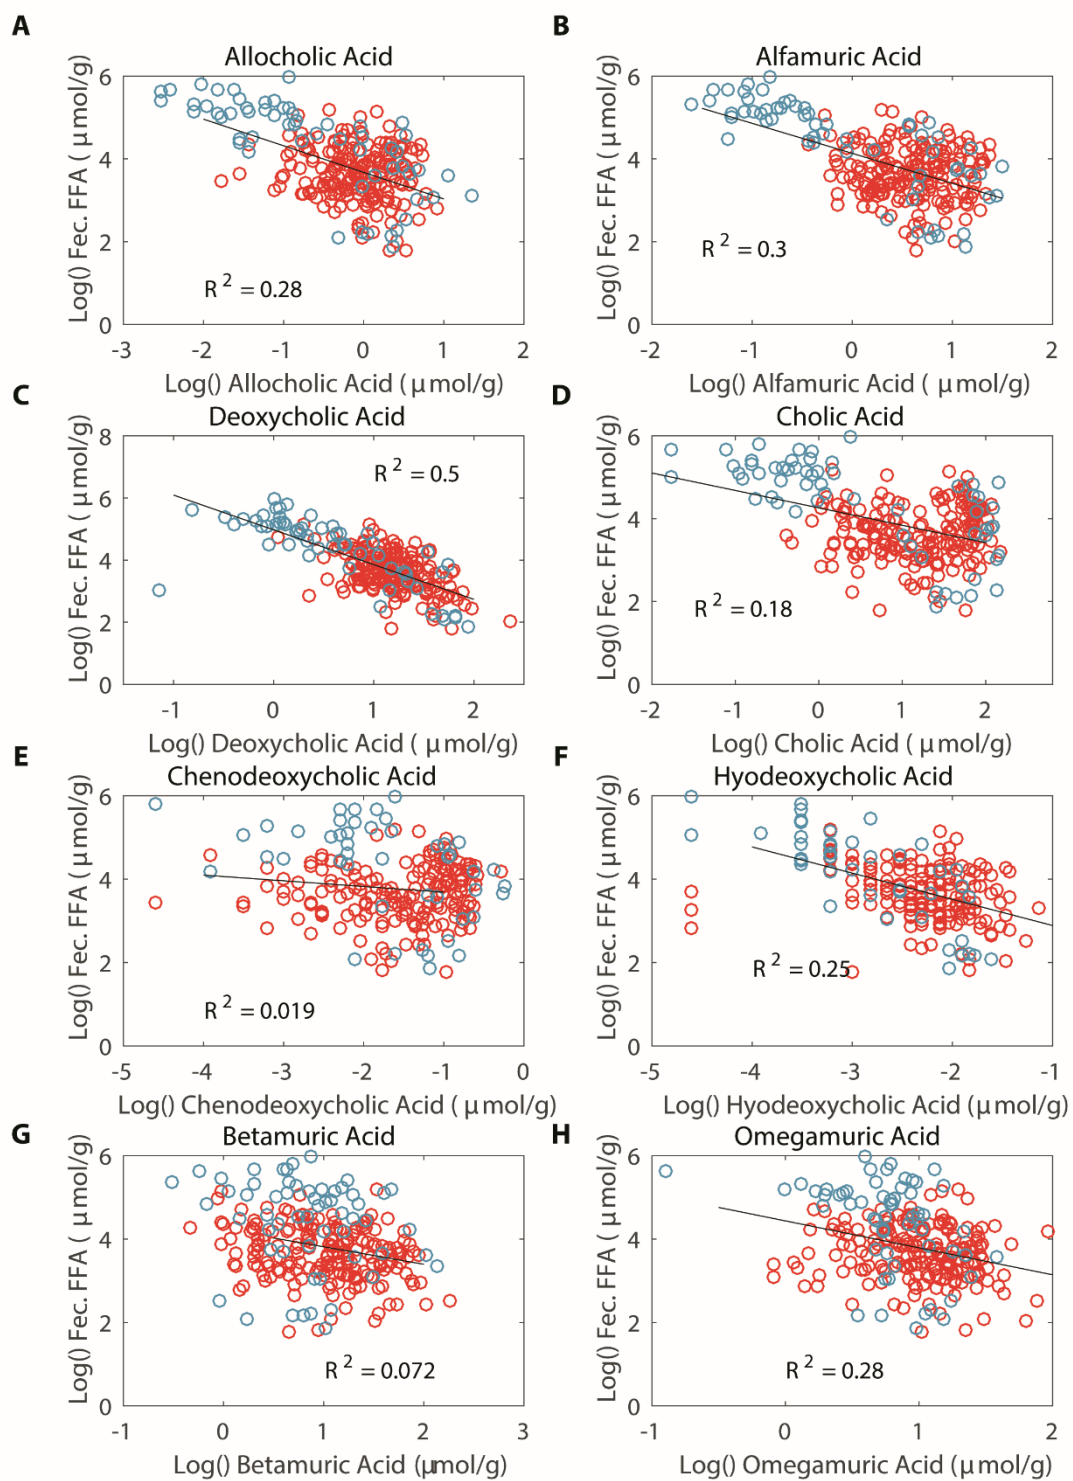 A
Allocholic Acid
Log() Fec. FFA ( μmol/g)
6
4
2
0
R 2 = 0.28
-3 -2 -1 0 1 2
Log() Allocholic Acid ( μmol/g)
B
Alfamuric Acid
Log() Fec. FFA ( μmol/g)
6
4
2
0
R 2 = 0.3
-2 -1 0 1 2
Log() Alfamuric Acid ( μmol/g)
C
Deoxycholic Acid
Log() Fec. FFA ( μmol/g)
8
6
4
2
0
R 2 = 0.5
-1 0 1 2
Log() Deoxycholic Acid ( μmol/g)
D
Cholic Acid
Log() Fec. FFA ( μmol/g)
6
4
2
0
R 2 = 0.18
-2 -1 0 1 2
Log() Cholic Acid ( μmol/g)
E
Chenodeoxycholic Acid
Log() Fec. FFA ( μmol/g)
6
4
2
0
R 2 = 0.019
-5 -4 -3 -2 -1 0
Log() Chenodeoxycholic Acid ( μmol/g)
F
Hyodeoxycholic Acid
Log() Fec. FFA ( μmol/g)
6
4
2
0
R 2 = 0.25
-5 -4 -3 -2 -1
Log() Hyodeoxycholic Acid (μmol/g)
G
Betamuric Acid
Log() Fec. FFA ( μmol/g)
6
4
2
0
R 2 = 0.072
-1 0 1 2 3
Log() Betamuric Acid (μmol/g)
H
Omegamuric Acid
Log() Fec. FFA ( μmol/g)
6
4
2
0
R 2 = 0.28
-1 0 1 2
Log() Omegamuric Acid ( μmol/g)